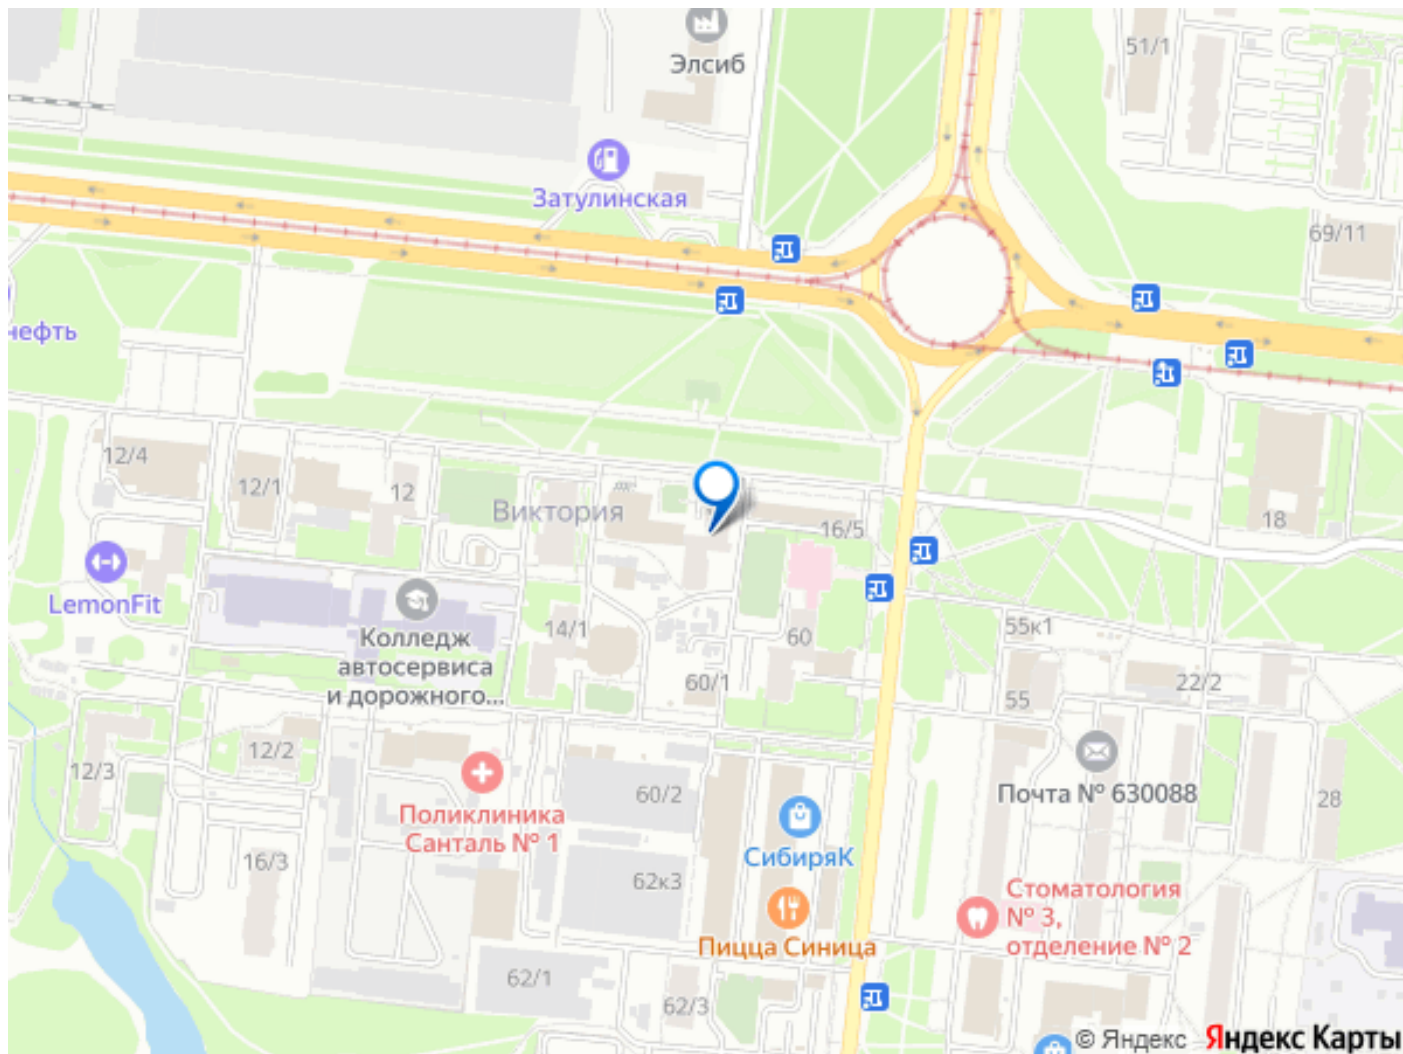 Элсиб
51/1
Затулинская
69/11
нефть
12/4
12/1
12
Виктория
16/5
18
LemonFit
Колледж
автосервиса
и дорожного...
14/1
60
60/1
55к1
55
22/2
12/2
12/3
Поликлиника
Санталь № 1
60/2
Почта № 630088
28
СибиряК
16/3
62к3
Стоматология
№ 3,
отделение № 2
Пицца Синица
62/1
62/3
© Яндекс Яндекс Карты